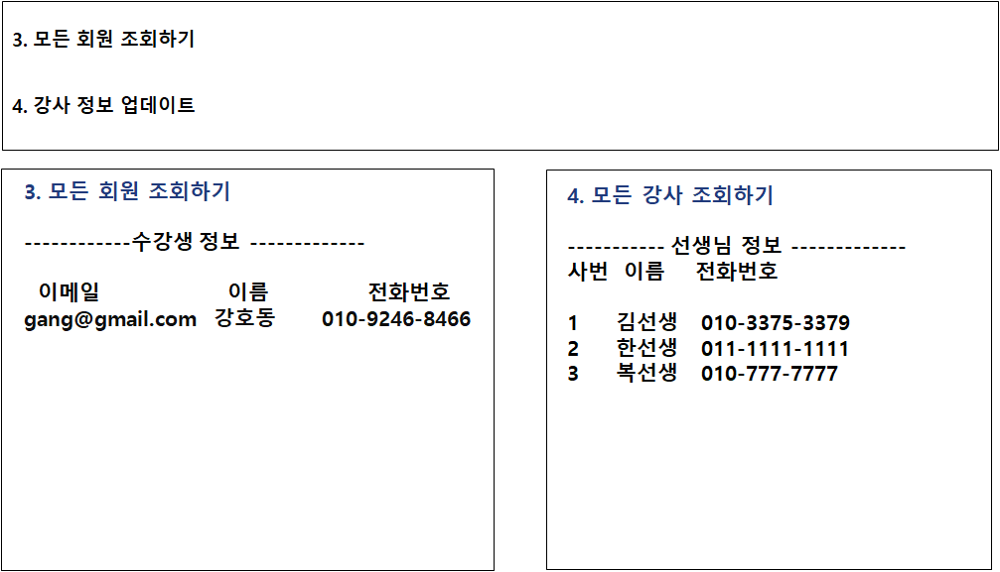 3. 모든 회원 조회하기
4. 강사 정보 업데이트
3. 모든 회원 조회하기
------------수강생 정보 -------------
이메일 이름 전화번호
gang@gmail.com 강호동 010-9246-8466
4. 모든 강사 조회하기
----------- 선생님 정보 -------------
사번 이름 전화번호
1 김선생 010-3375-3379
2 한선생 011-1111-1111
3 복선생 010-777-7777